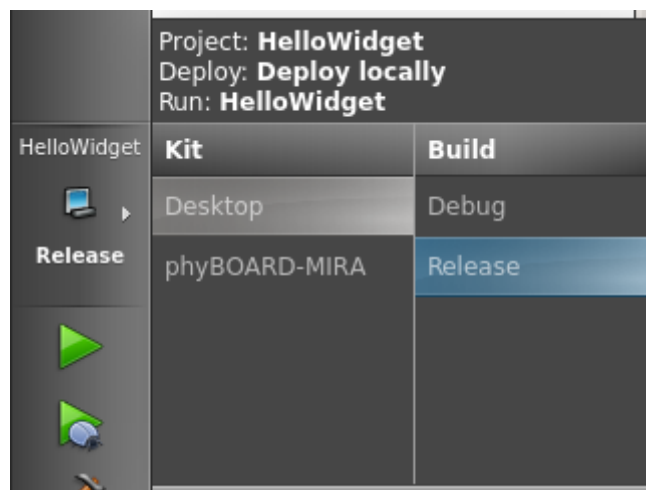 Project: HelloWidget
Deploy: Deploy locally
Run: HelloWidget
HelloWidget
Release
Kit
Desktop
phyBOARD-MIRA
Build
Debug
Release